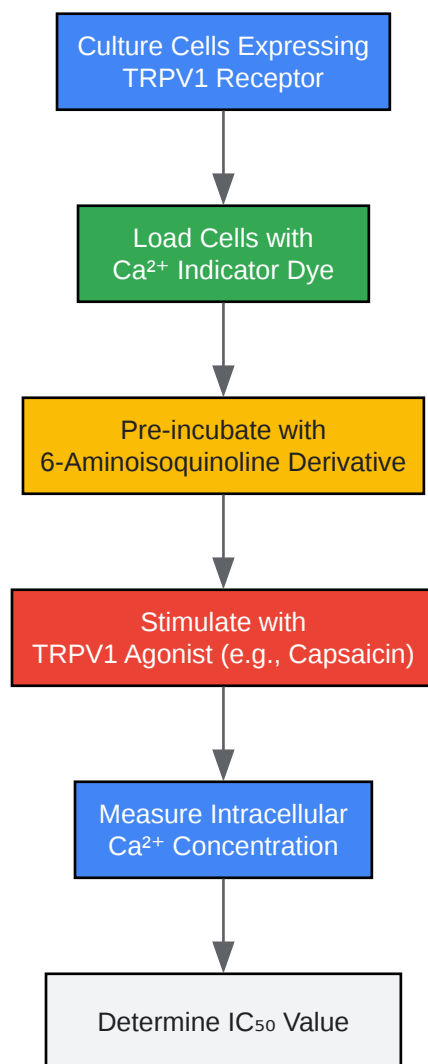 Culture Cells Expressing
TRPV1 Receptor
Load Cells with
Ca²⁺ Indicator Dye
Pre-incubate with
6-Aminoisoquinoline Derivative
Stimulate with
TRPV1 Agonist (e.g., Capsaicin)
Measure Intracellular
Ca²⁺ Concentration
Determine IC₅₀ Value